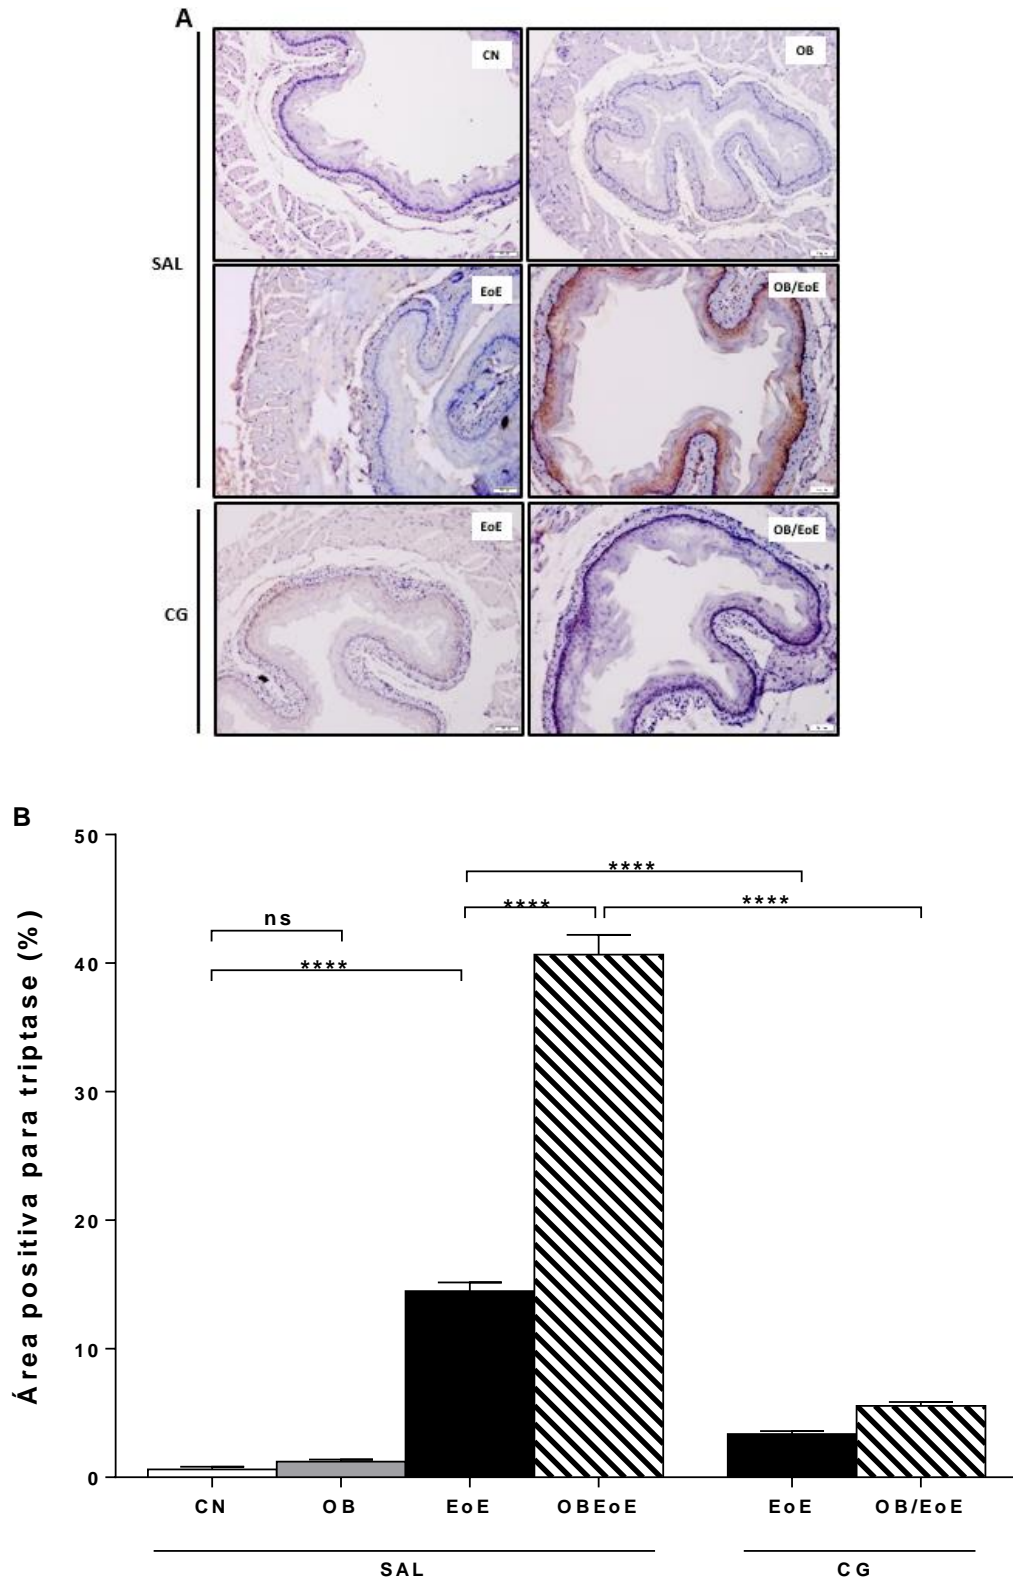 A
CN
OB
SAL
EoE
OB/EoE
CG
EoE
OB/EoE
B
Área positiva para triptase (%)
50
40
30
20
10
0
ns
****
****
****
****
CN
OB
EoE
OBEoE
EoE
OB/EoE
SAL
CG